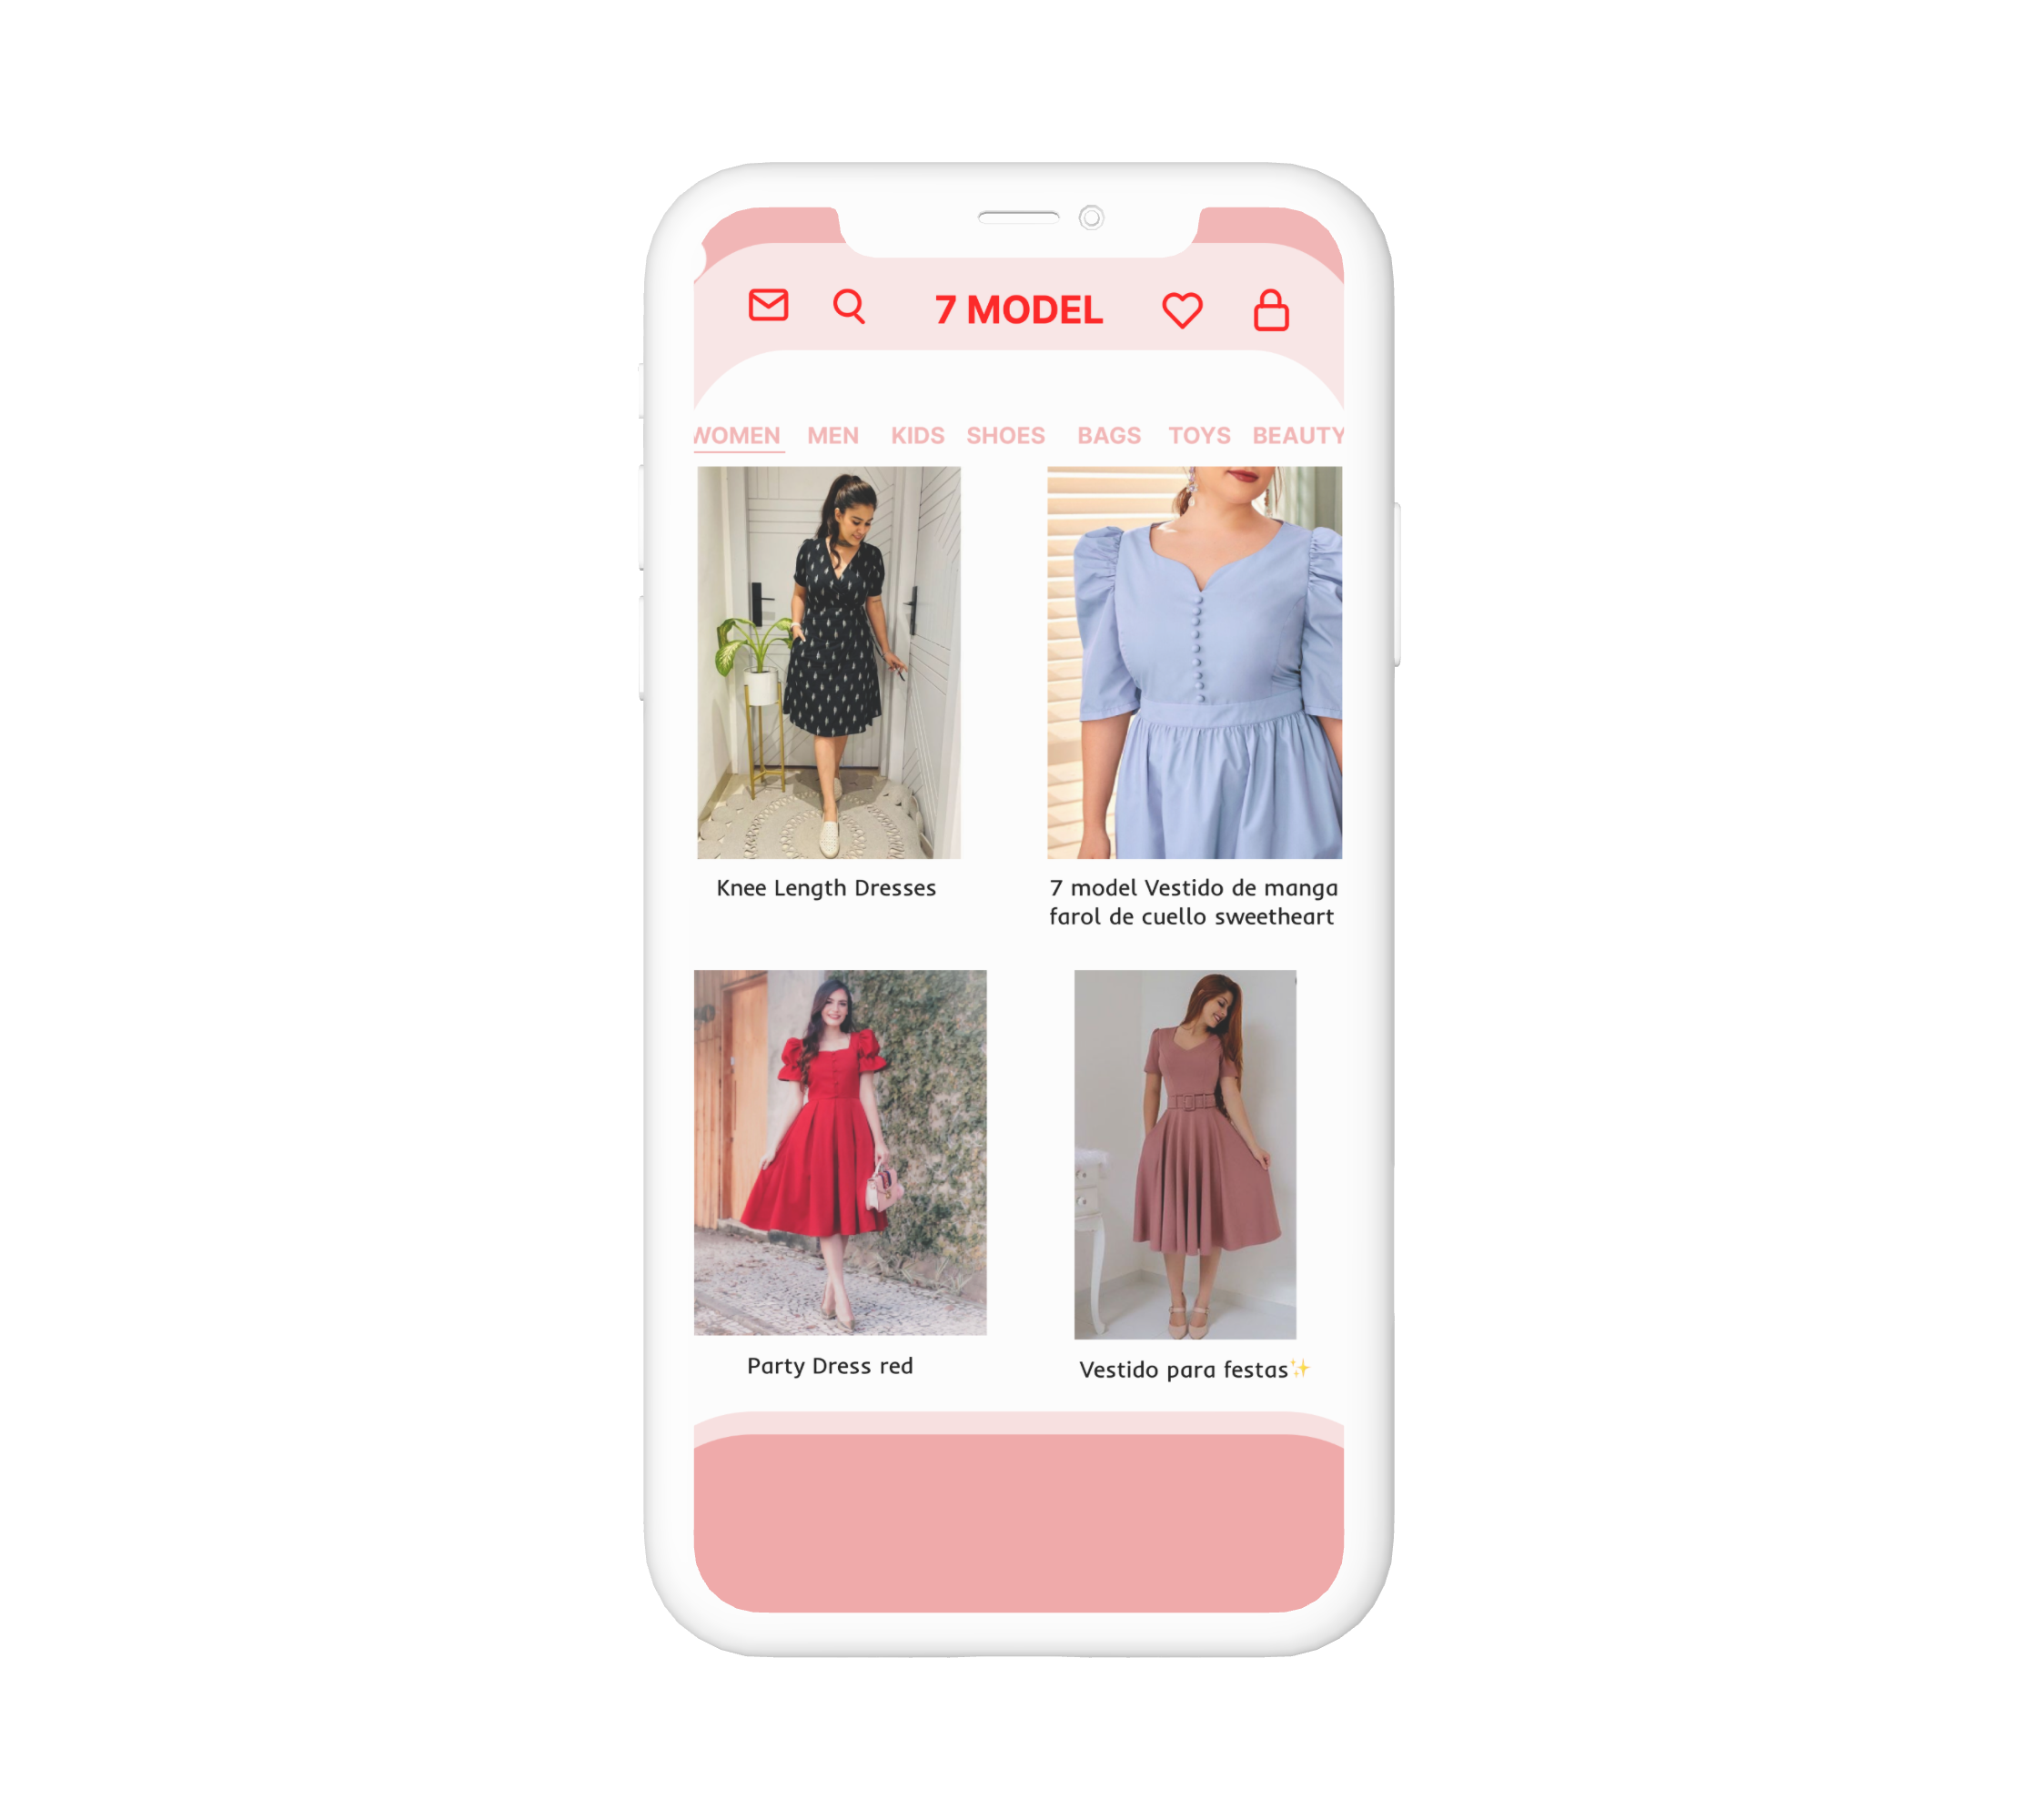 7 MODEL
WOMEN MEN KIDS SHOES BAGS TOYS BEAUTY
Knee Length Dresses
7 model Vestido de manga
farol de cuello sweetheart
Party Dress red
Vestido para festas✨